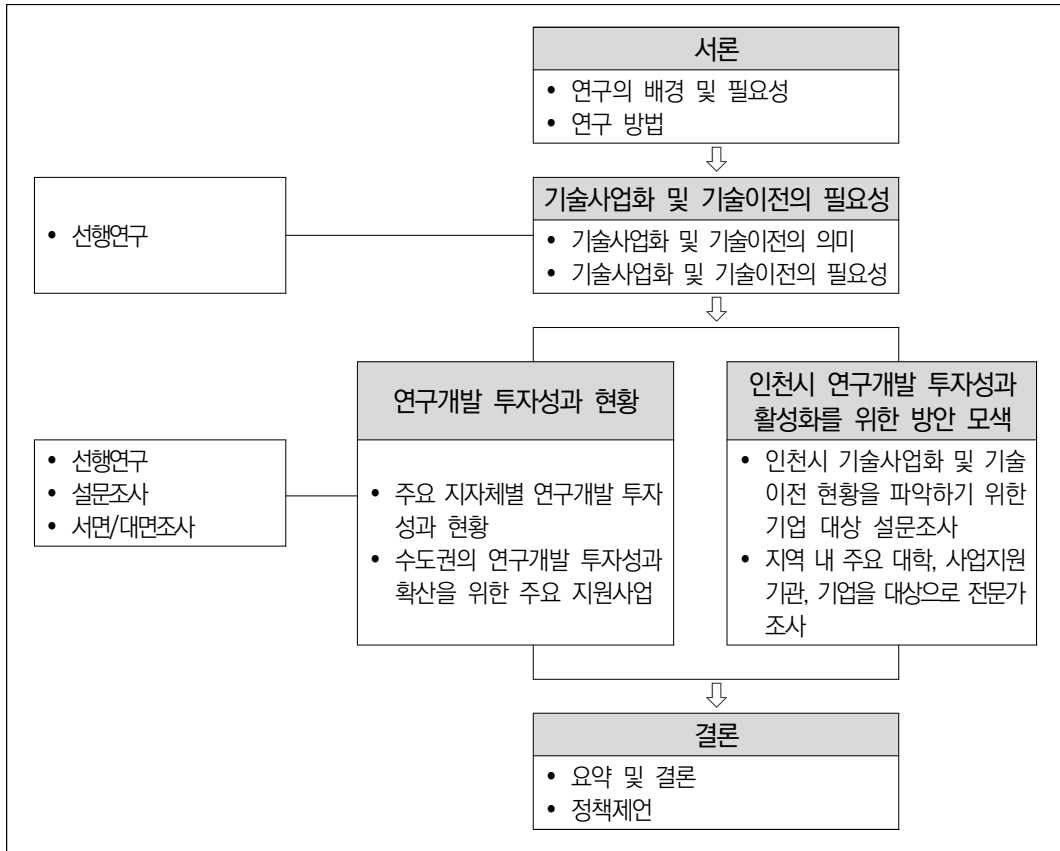 서론
• 연구의 배경 및 필요성
• 연구 방법
기술사업화 및 기술이전의 필요성
• 선행연구
• 기술사업화 및 기술이전의 의미
• 기술사업화 및 기술이전의 필요성
연구개발 투자성과 현황
• 선행연구
• 설문조사
• 서면/대면조사
• 주요 지자체별 연구개발 투자
성과 현황
• 수도권의 연구개발 투자성과
확산을 위한 주요 지원사업
인천시 연구개발 투자성과
활성화를 위한 방안 모색
• 인천시 기술사업화 및 기술
이전 현황을 파악하기 위한
기업 대상 설문조사
• 지역 내 주요 대학, 사업지원
기관, 기업을 대상으로 전문가
조사
결론
• 요약 및 결론
• 정책제언